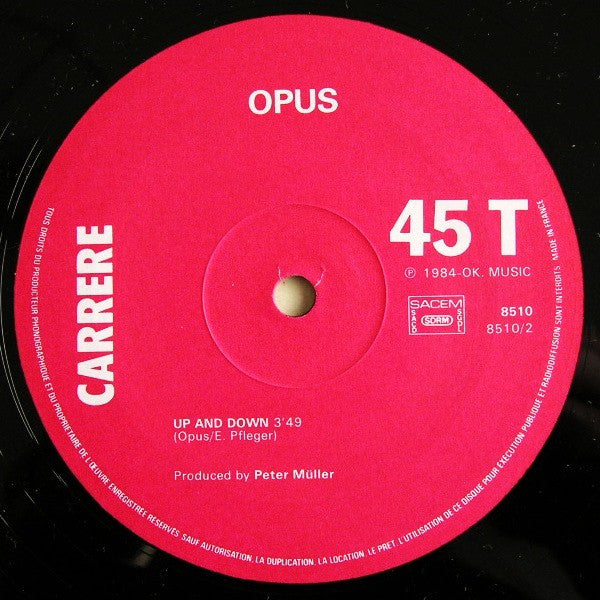 OPUS
CARRERE
45 T
℗ 1984-OK. MUSIC
SACEM
SACD
SDRM
SGDL
8510
8510/2
UP AND DOWN 3'49
(Opus/E. Pfleger)
Produced by Peter Müller
TOUS DROITS DU PRODUCTEUR PHONOGRAPHIQUE ET DU PROPRIETAIRE DE L'ŒUVRE ENREGISTREE RESERVES. SAUF AUTORISATION, LA DUPLICATION, LA LOCATION, LE PRET, L'UTILISATION DE CE DISQUE POUR EXECUTION PUBLIQUE ET RADIODIFFUSION SONT INTERDITS MADE IN FRANCE